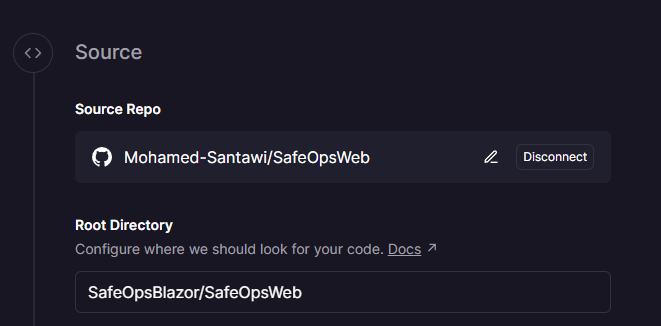 Source
Source Repo
Mohamed-Santawi/SafeOpsWeb Disconnect
Root Directory
Configure where we should look for your code. Docs ↗
SafeOpsBlazor/SafeOpsWeb